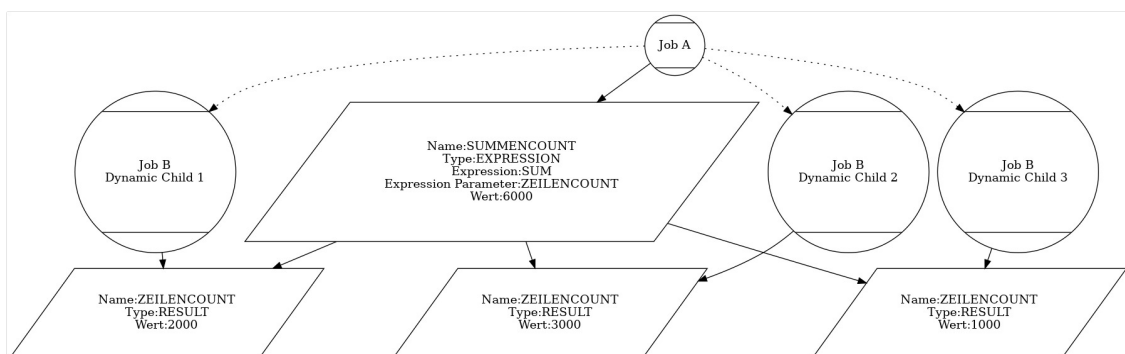 Job A
Job B
Dynamic Child 1
Name:SUMMENCOUNT
Type:EXPRESSION
Expression:SUM
Expression Parameter:ZEILENCOUNT
Wert:6000
Job B
Dynamic Child 2
Job B
Dynamic Child 3
Name:ZEILENCOUNT
Type:RESULT
Wert:2000
Name:ZEILENCOUNT
Type:RESULT
Wert:3000
Name:ZEILENCOUNT
Type:RESULT
Wert:1000